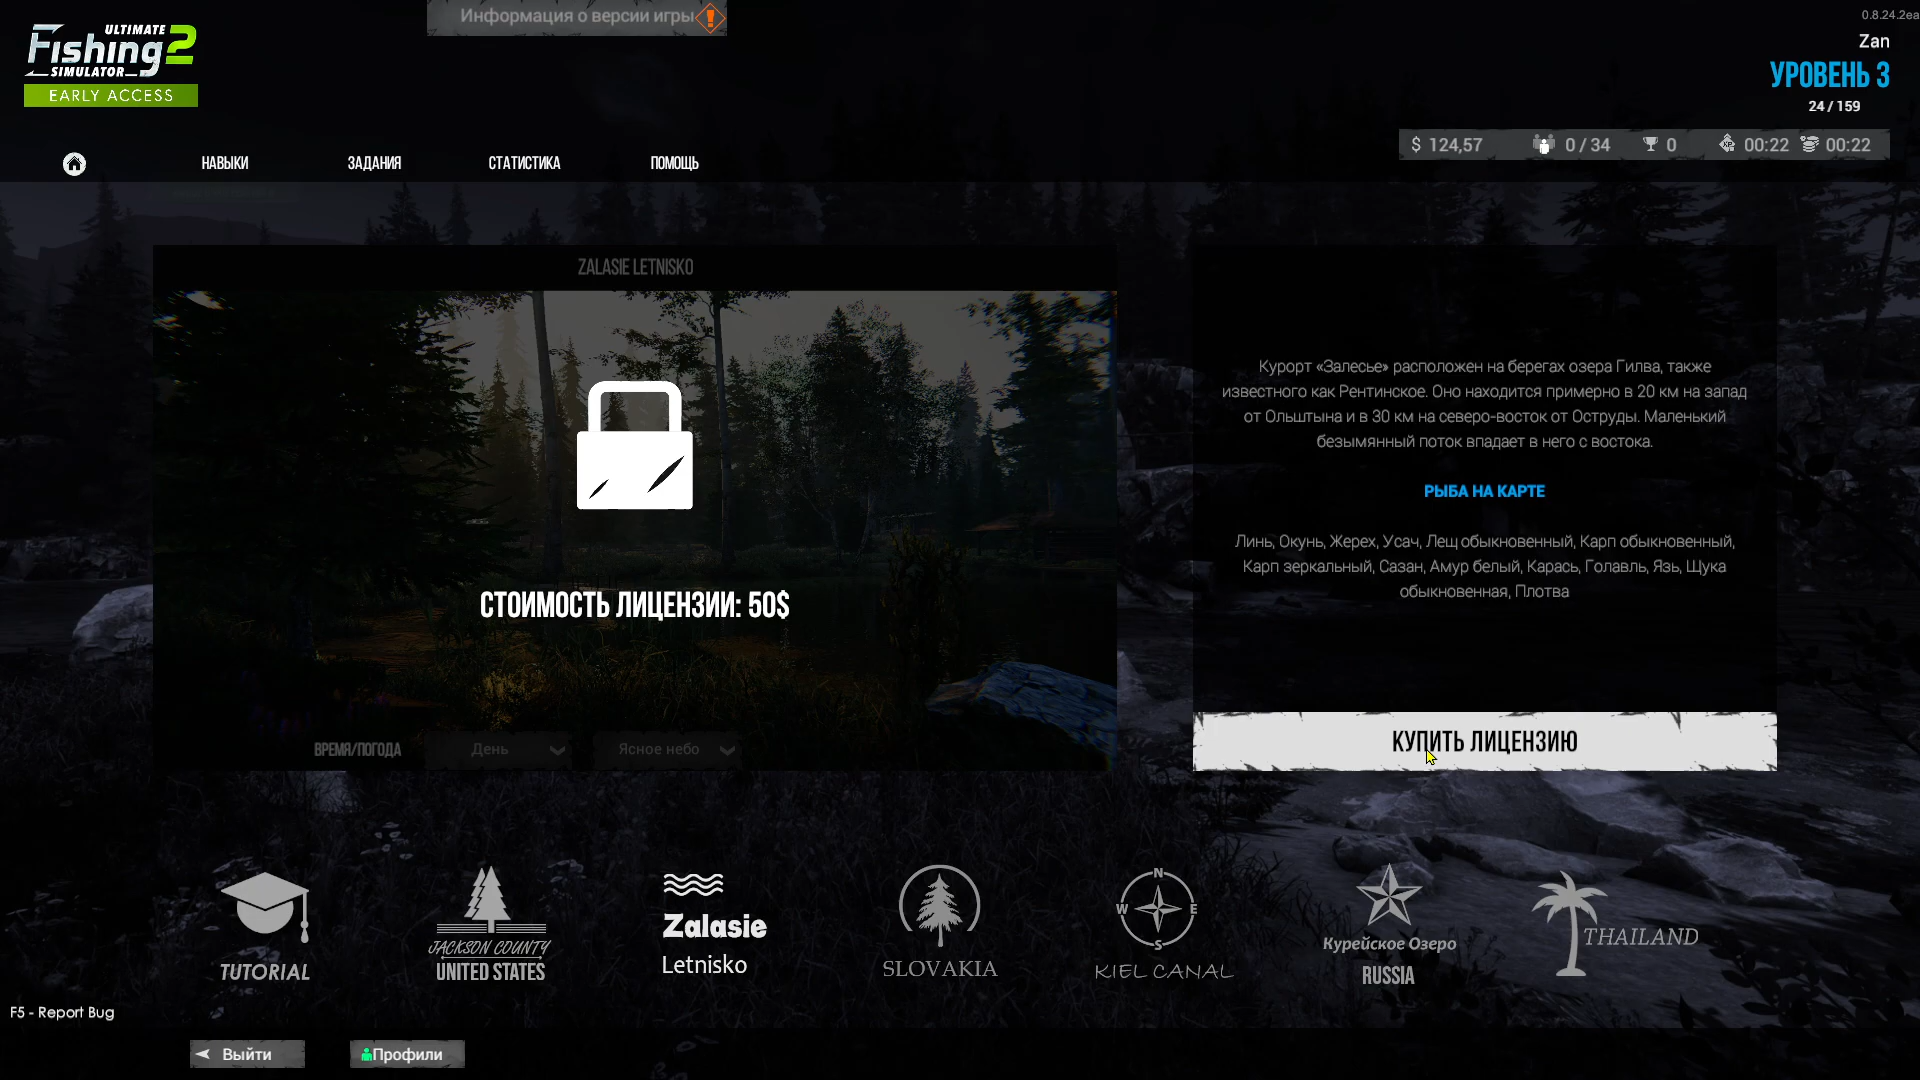 ULTIMATE
Fishing 2
SIMULATOR
EARLY ACCESS
Информация о версии игры
0.8.24.2ea
Zan
УРОВЕНЬ 3
24 / 159
$ 124,57 0 / 34 0 XP 00:22 00:22
НАВЫКИ ЗАДАНИЯ СТАТИСТИКА ПОМОЩЬ
ZALASIE LETNISKO
СТОИМОСТЬ ЛИЦЕНЗИИ: 50$
ВРЕМЯ/ПОГОДА День Ясное небо
Курорт «Залесье» расположен на берегах озера Гилва, также
известного как Рентинское. Оно находится примерно в 20 км на запад
от Ольштына и в 30 км на северо-восток от Оструды. Маленький
безымянный поток впадает в него с востока.
РЫБА НА КАРТЕ
Линь, Окунь, Жерех, Усач, Лещ обыкновенный, Карп обыкновенный,
Карп зеркальный, Сазан, Амур белый, Карась, Голавль, Язь, Щука
обыкновенная, Плотва
КУПИТЬ ЛИЦЕНЗИЮ
TUTORIAL
JACKSON COUNTY
UNITED STATES
Zalasie
Letnisko
SLOVAKIA
N
W E
S
KIEL CANAL
Курейское Озеро
RUSSIA
THAILAND
F5 - Report Bug
Выйти Профили